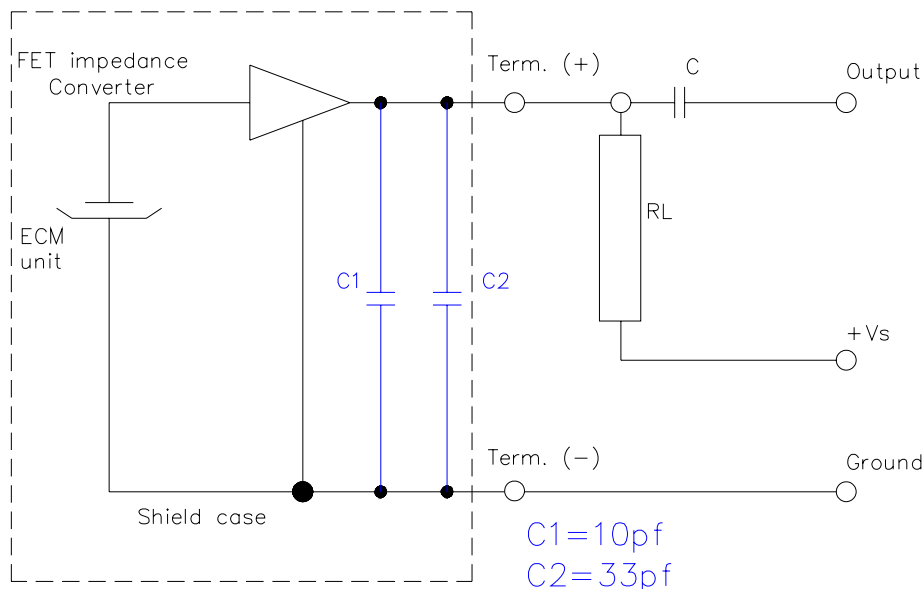 FET impedance
Converter
Term. (+)
C
Output
ECM
unit
RL
C1
C2
+Vs
Term. (-)
Ground
Shield case
C1=10pf
C2=33pf